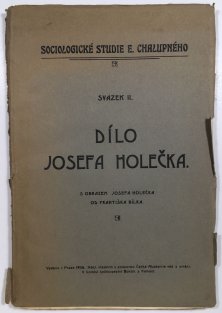 SOCIOLOGICKÉ STUDIE E. CHALUPNÉHO
SVAZEK II.
DÍLO
JOSEFA HOLEČKA.
S OBRAZEM JOSEFA HOLEČKA
OD FRANTIŠKA BÍLKA.